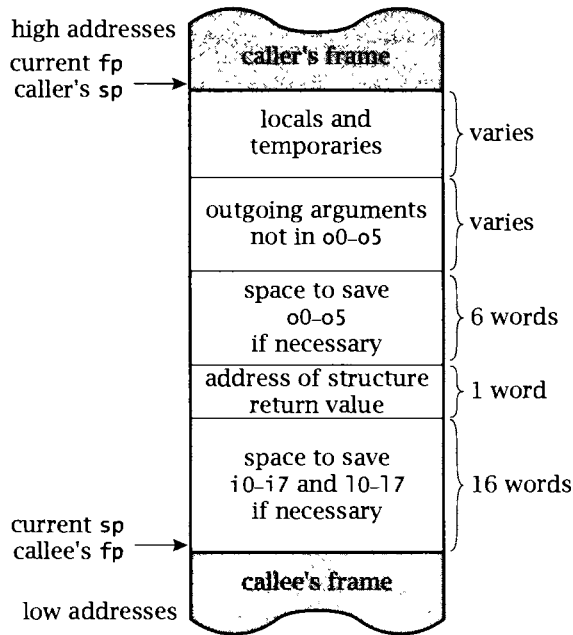 high addresses
caller's frame
current fp
caller's sp
locals and
temporaries
varies
outgoing arguments
not in o0–o5
varies
space to save
o0–o5
if necessary
6 words
address of structure
return value
1 word
space to save
i0–i7 and l0–l7
if necessary
16 words
current sp
callee's fp
callee's frame
low addresses